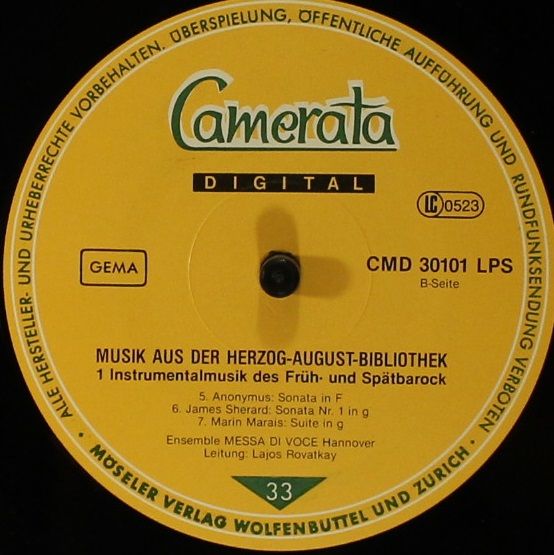 ALLE HERSTELLER- UND URHEBERRECHTE VORBEHALTEN. ÜBERSPIELUNG, ÖFFENTLICHE AUFFÜHRUNG UND RUNDFUNKSENDUNG VERBOTEN
Camerata
DIGITAL
LC 0523
GEMA
CMD 30101 LPS
B-Seite
MUSIK AUS DER HERZOG-AUGUST-BIBLIOTHEK
1 Instrumentalmusik des Früh- und Spätbarock
5. Anonymus: Sonata in F
6. James Sherard: Sonata Nr. 1 in g
7. Marin Marais: Suite in g
Ensemble MESSA DI VOCE Hannover
Leitung: Lajos Rovatkay
33
• MÖSELER VERLAG WOLFENBÜTTEL UND ZÜRICH •